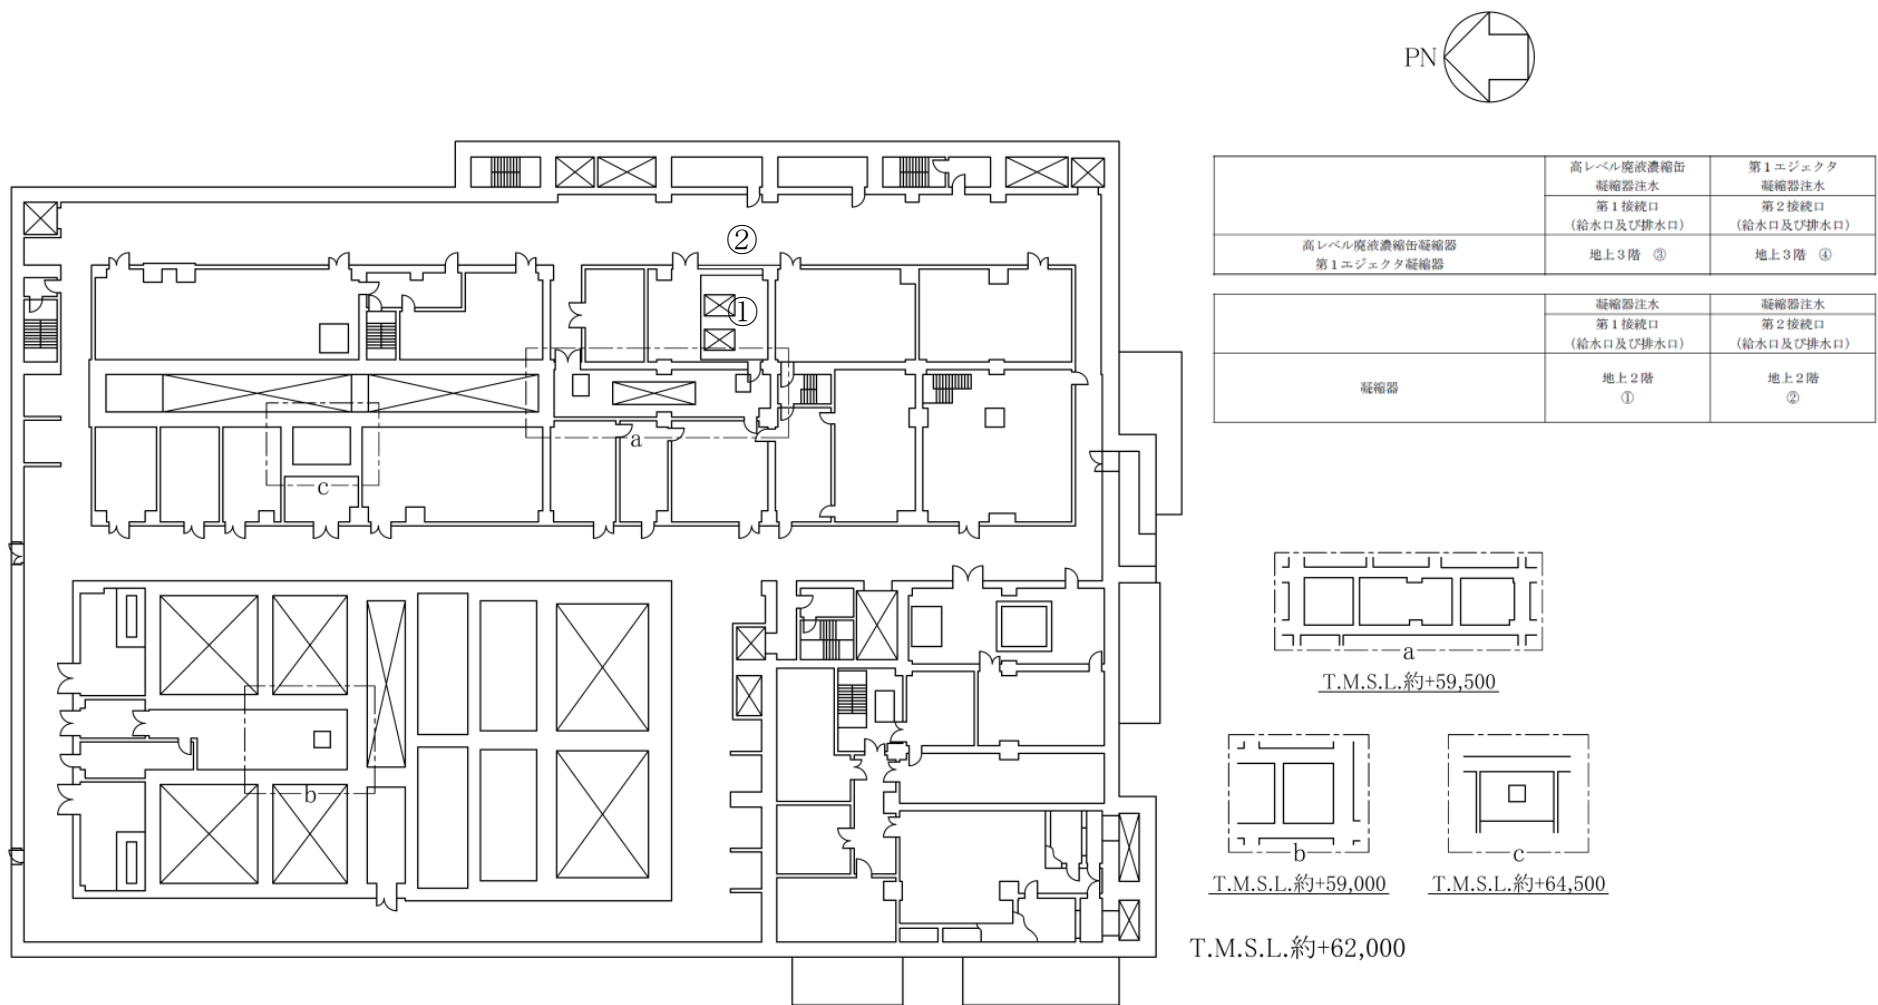 PN
高レベル廃液濃縮缶
凝縮器注水
第1エジェクタ
凝縮器注水
第1接続口
(給水口及び排水口)
第2接続口
(給水口及び排水口)
高レベル廃液濃縮缶凝縮器
第1エジェクタ凝縮器
地上3階 ③
地上3階 ④
凝縮器注水
凝縮器注水
第1接続口
(給水口及び排水口)
第2接続口
(給水口及び排水口)
凝縮器
地上2階
①
地上2階
②
②
①
a
c
b
a
T.M.S.L.約+59,500
b
T.M.S.L.約+59,000
c
T.M.S.L.約+64,500
T.M.S.L.約+62,000